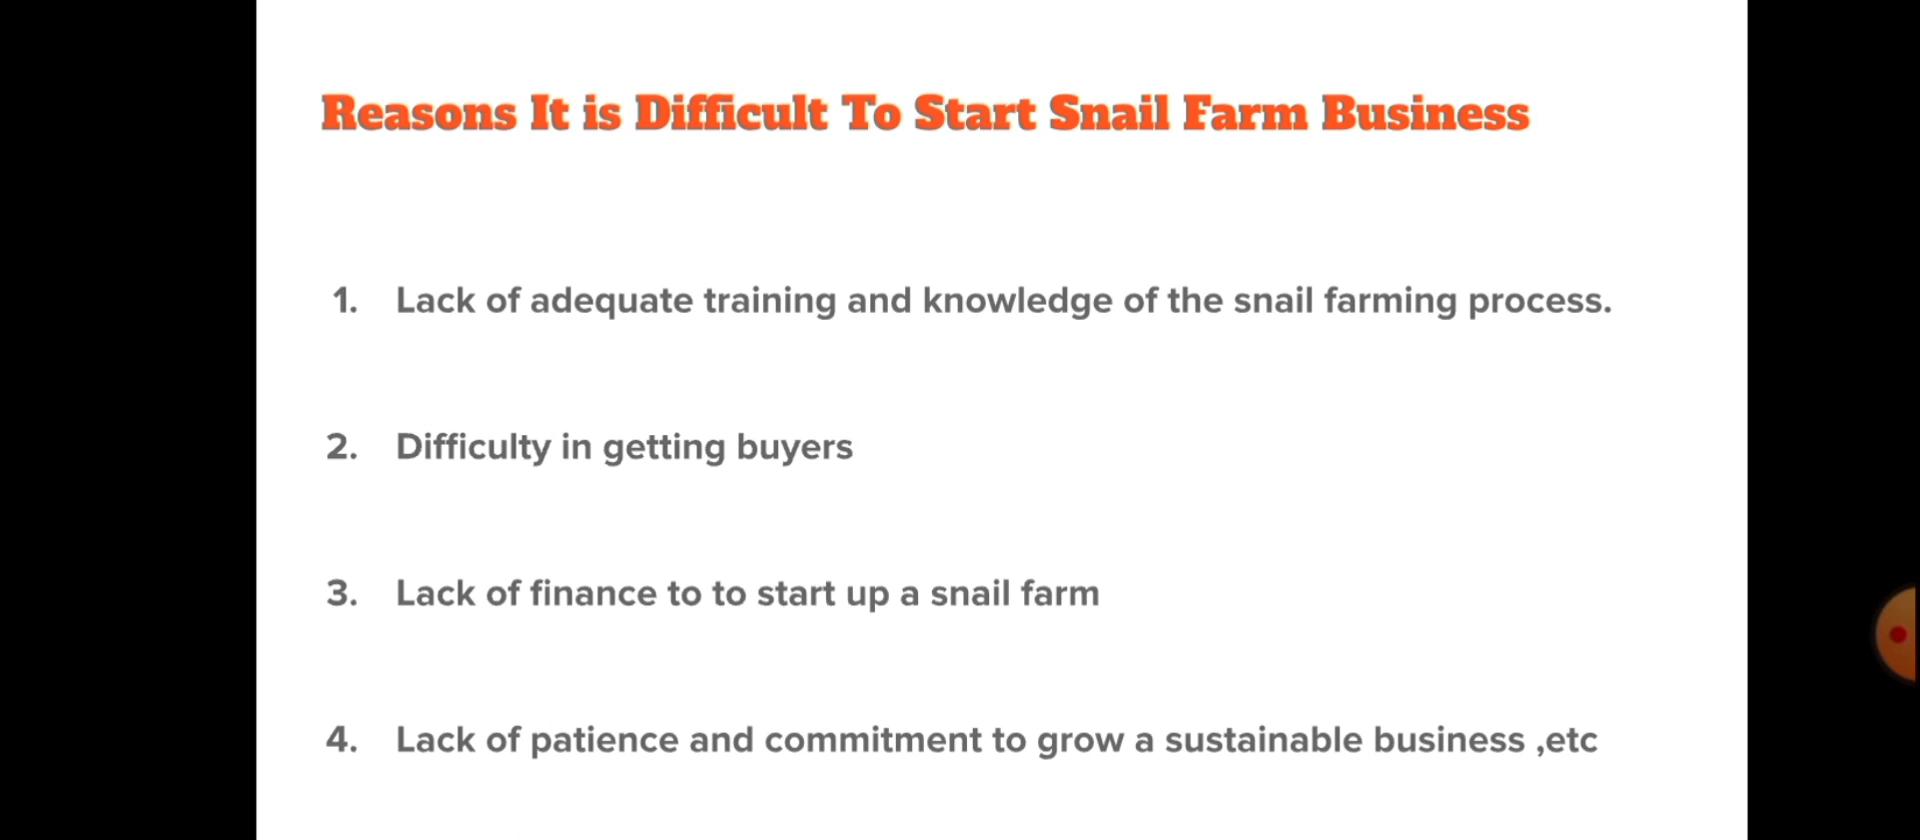 Reasons It is Difficult To Start Snail Farm Business
1. Lack of adequate training and knowledge of the snail farming process.
2. Difficulty in getting buyers
3. Lack of finance to to start up a snail farm
4. Lack of patience and commitment to grow a sustainable business ,etc